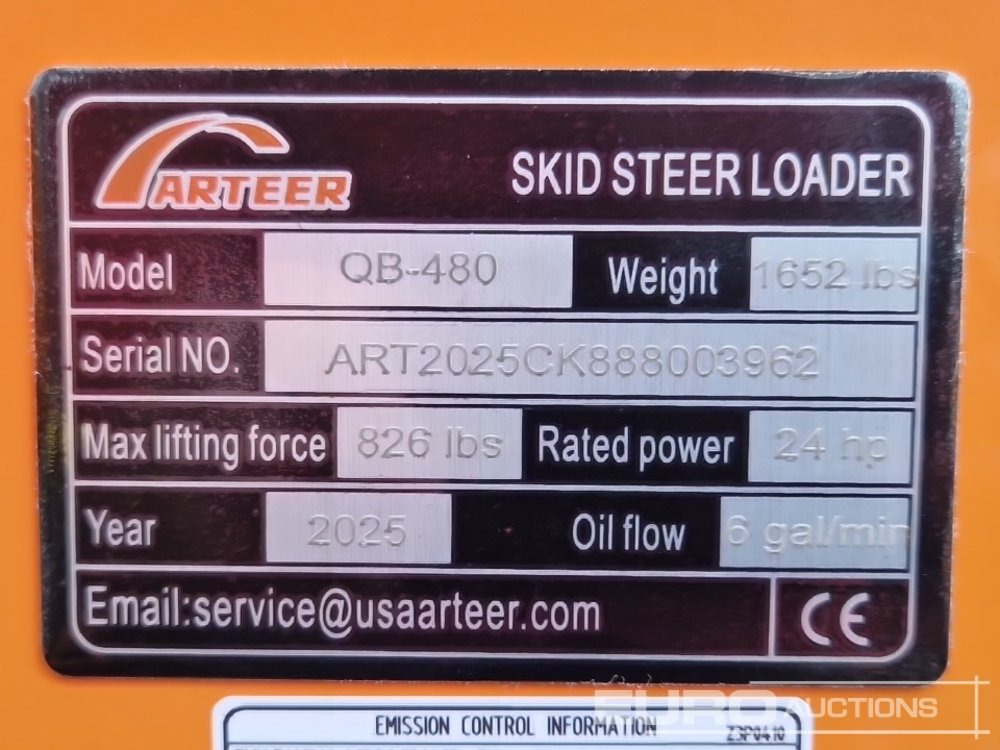 ARTEER SKID STEER LOADER
Model QB-480 Weight 1652 lbs
Serial NO. ART2025CK888003962
Max lifting force 826 lbs Rated power 24 hp
Year 2025 Oil flow 6 gal/min
Email:service@usaarteer.com CE
EMISSION CONTROL INFORMATION Z3P0410
EURO AUCTIONS